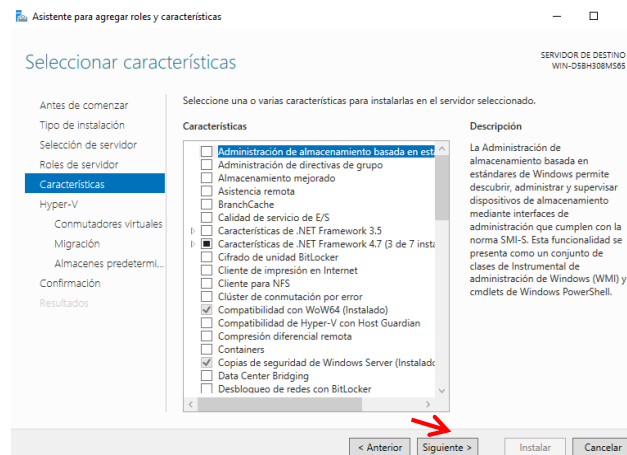 Asistente para agregar roles y características
Seleccionar características
SERVIDOR DE DESTINO
WIN-D5BH308MS65
Antes de comenzar
Tipo de instalación
Selección de servidor
Roles de servidor
Características
Hyper-V
Conmutadores virtuales
Migración
Almacenes predetermi...
Confirmación
Resultados
Seleccione una o varias características para instalarlas en el servidor seleccionado.
Características
Administración de almacenamiento basada en est
Administración de directivas de grupo
Almacenamiento mejorado
Asistencia remota
BranchCache
Calidad de servicio de E/S
Características de .NET Framework 3.5
Características de .NET Framework 4.7 (3 de 7 insta
Cifrado de unidad BitLocker
Cliente de impresión en Internet
Cliente para NFS
Clúster de conmutación por error
Compatibilidad con WoW64 (Instalado)
Compatibilidad de Hyper-V con Host Guardian
Compresión diferencial remota
Containers
Copias de seguridad de Windows Server (Instalado
Data Center Bridging
Desbloqueo de redes con BitLocker
Descripción
La Administración de
almacenamiento basada en
estándares de Windows permite
descubrir, administrar y supervisar
dispositivos de almacenamiento
mediante interfaces de
administración que cumplen con la
norma SMI-S. Esta funcionalidad se
presenta como un conjunto de
clases de Instrumental de
administración de Windows (WMI) y
cmdlets de Windows PowerShell.
< Anterior
Siguiente >
Instalar
Cancelar